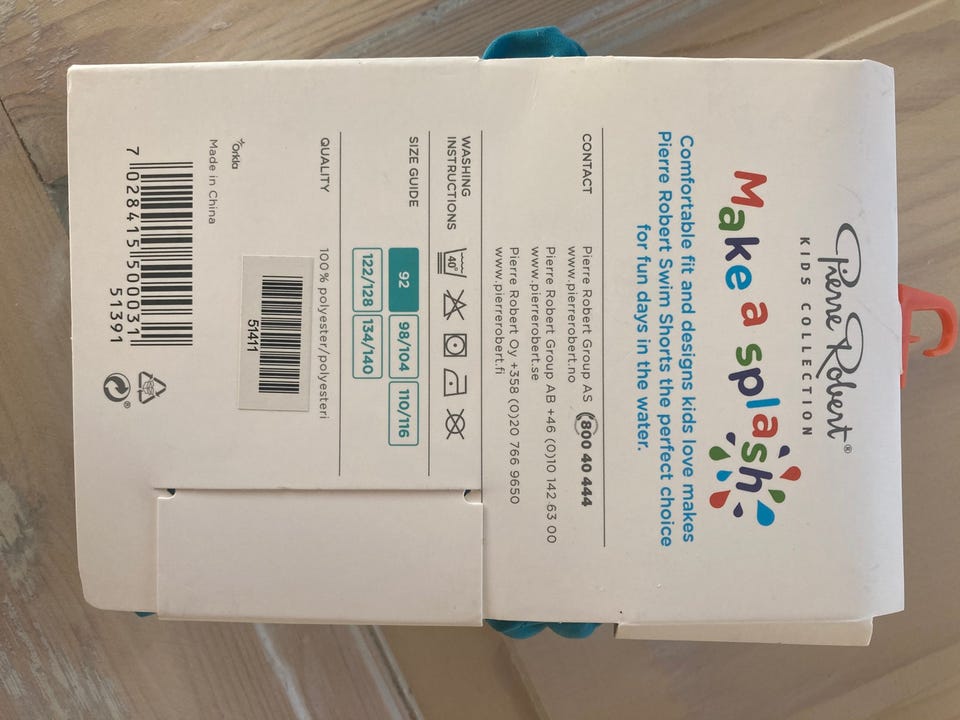 Pierre Robert®
KIDS COLLECTION
Make a splash
Comfortable fit and designs kids love makes
Pierre Robert Swim Shorts the perfect choice
for fun days in the water.
CONTACT
Pierre Robert Group AS 800 40 444
www.pierrerobert.no
Pierre Robert Group AB +46 (0)10 142 63 00
www.pierrerobert.se
Pierre Robert Oy +358 (0)20 766 9650
www.pierrerobert.fi
WASHING
INSTRUCTIONS
40°
SIZE GUIDE
92 98/104 110/116
122/128 134/140
QUALITY
100% polyester/polyesteri
51411
Orkla
Made in China
7 028415 500031
51391